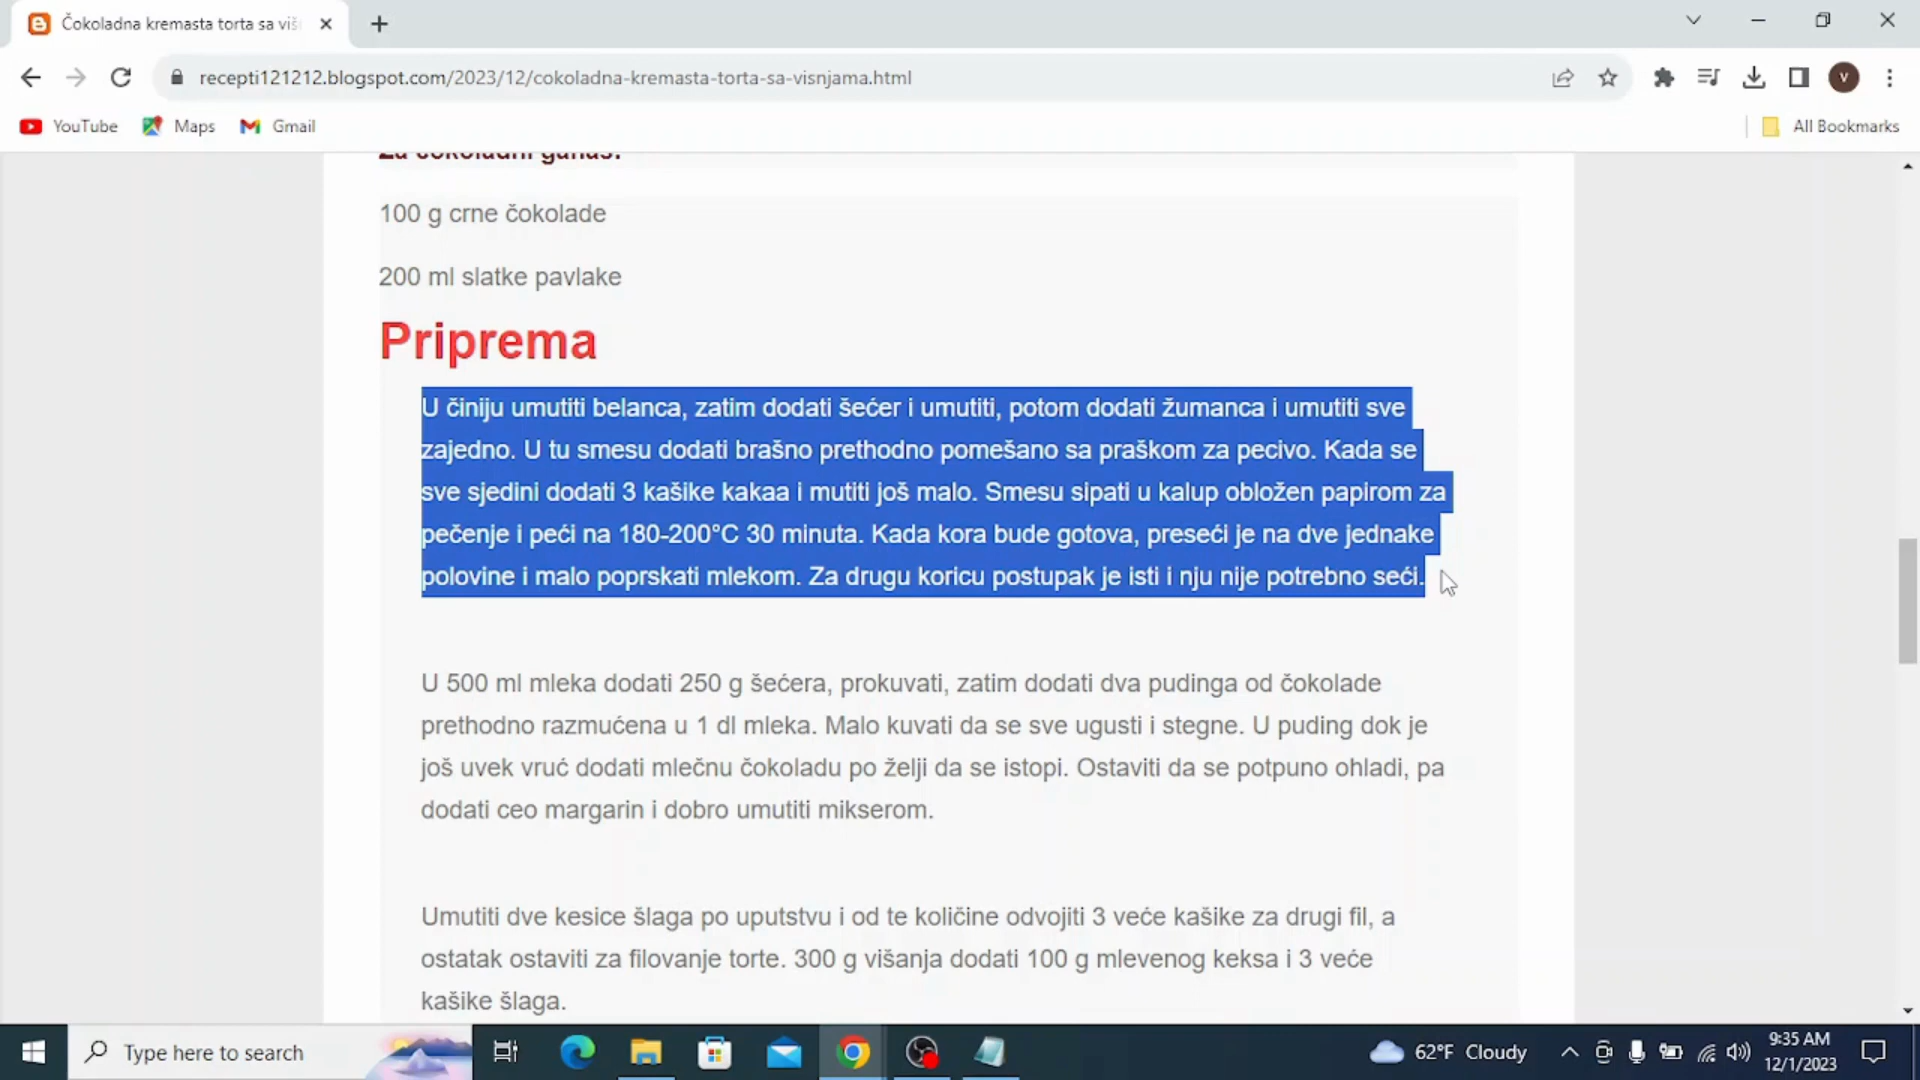 Čokoladna kremasta torta sa viš
recepti121212.blogspot.com/2023/12/cokoladna-kremasta-torta-sa-visnjama.html
V
YouTube
Maps
Gmail
All Bookmarks
Za čokoladni ganaš:
100 g crne čokolade
200 ml slatke pavlake
Priprema
U činiju umutiti belanca, zatim dodati šećer i umutiti, potom dodati žumanca i umutiti sve
zajedno. U tu smesu dodati brašno prethodno pomešano sa praškom za pecivo. Kada se
sve sjedini dodati 3 kašike kakaa i mutiti još malo. Smesu sipati u kalup obložen papirom za
pečenje i peći na 180-200°C 30 minuta. Kada kora bude gotova, preseći je na dve jednake
polovine i malo poprskati mlekom. Za drugu koricu postupak je isti i nju nije potrebno seći.
U 500 ml mleka dodati 250 g šećera, prokuvati, zatim dodati dva pudinga od čokolade
prethodno razmućena u 1 dl mleka. Malo kuvati da se sve ugusti i stegne. U puding dok je
još uvek vruć dodati mlečnu čokoladu po želji da se istopi. Ostaviti da se potpuno ohladi, pa
dodati ceo margarin i dobro umutiti mikserom.
Umutiti dve kesice šlaga po uputstvu i od te količine odvojiti 3 veće kašike za drugi fil, a
ostatak ostaviti za filovanje torte. 300 g višanja dodati 100 g mlevenog keksa i 3 veće
kašike šlaga.
Type here to search
62°F Cloudy
9:35 AM
12/1/2023